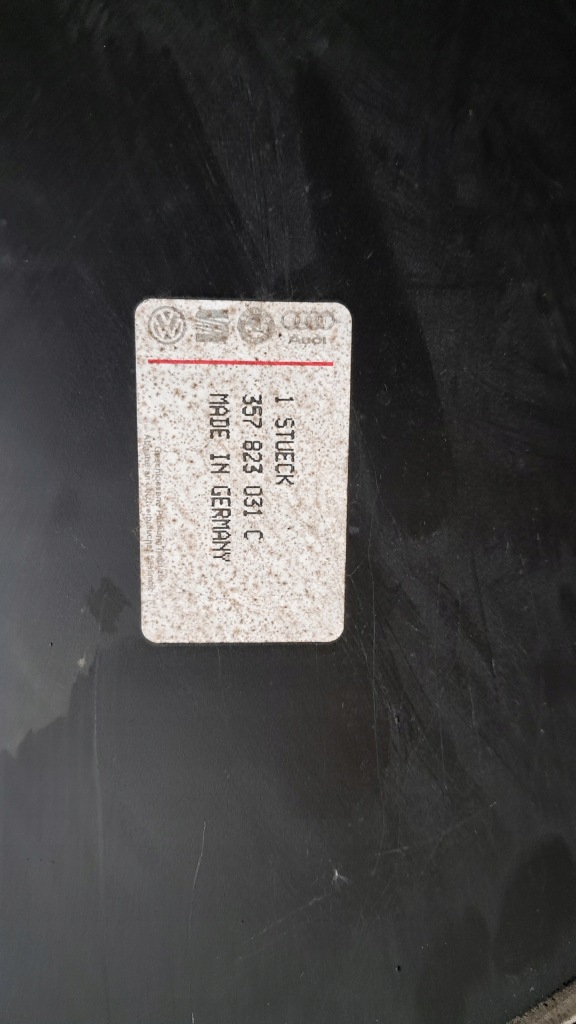 Audi
1 STUECK
357 823 031 C
MADE IN GERMANY